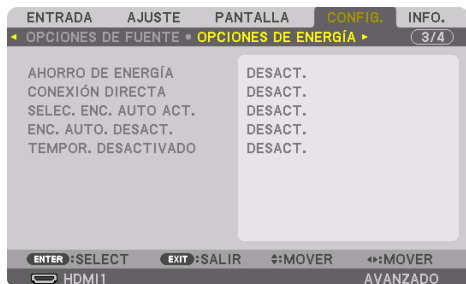 ENTRADA AJUSTE PANTALLA CONFIG. INFO.
OPCIONES DE FUENTE • OPCIONES DE ENERGÍA 3/4
AHORRO DE ENERGÍA DESACT.
CONEXIÓN DIRECTA DESACT.
SELEC. ENC. AUTO ACT. DESACT.
ENC. AUTO. DESACT. DESACT.
TEMPOR. DESACTIVADO DESACT.
ENTER :SELECT EXIT :SALIR :MOVER :MOVER
HDMI1 AVANZADO